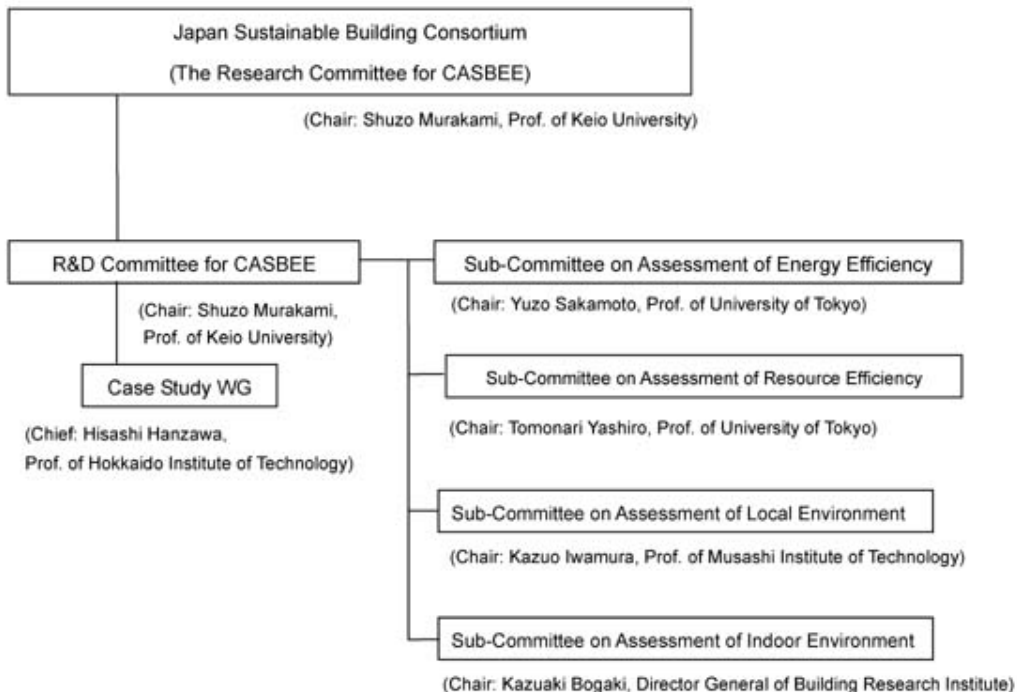 Japan Sustainable Building Consortium
(The Research Committee for CASBEE)
(Chair: Shuzo Murakami, Prof. of Keio University)
R&D Committee for CASBEE
(Chair: Shuzo Murakami,
Prof. of Keio University)
Case Study WG
(Chief: Hisashi Hanzawa,
Prof. of Hokkaido Institute of Technology)
Sub-Committee on Assessment of Energy Efficiency
(Chair: Yuzo Sakamoto, Prof. of University of Tokyo)
Sub-Committee on Assessment of Resource Efficiency
(Chair: Tomonari Yashiro, Prof. of University of Tokyo)
Sub-Committee on Assessment of Local Environment
(Chair: Kazuo Iwamura, Prof. of Musashi Institute of Technology)
Sub-Committee on Assessment of Indoor Environment
(Chair: Kazuaki Bogaki, Director General of Building Research Institute)